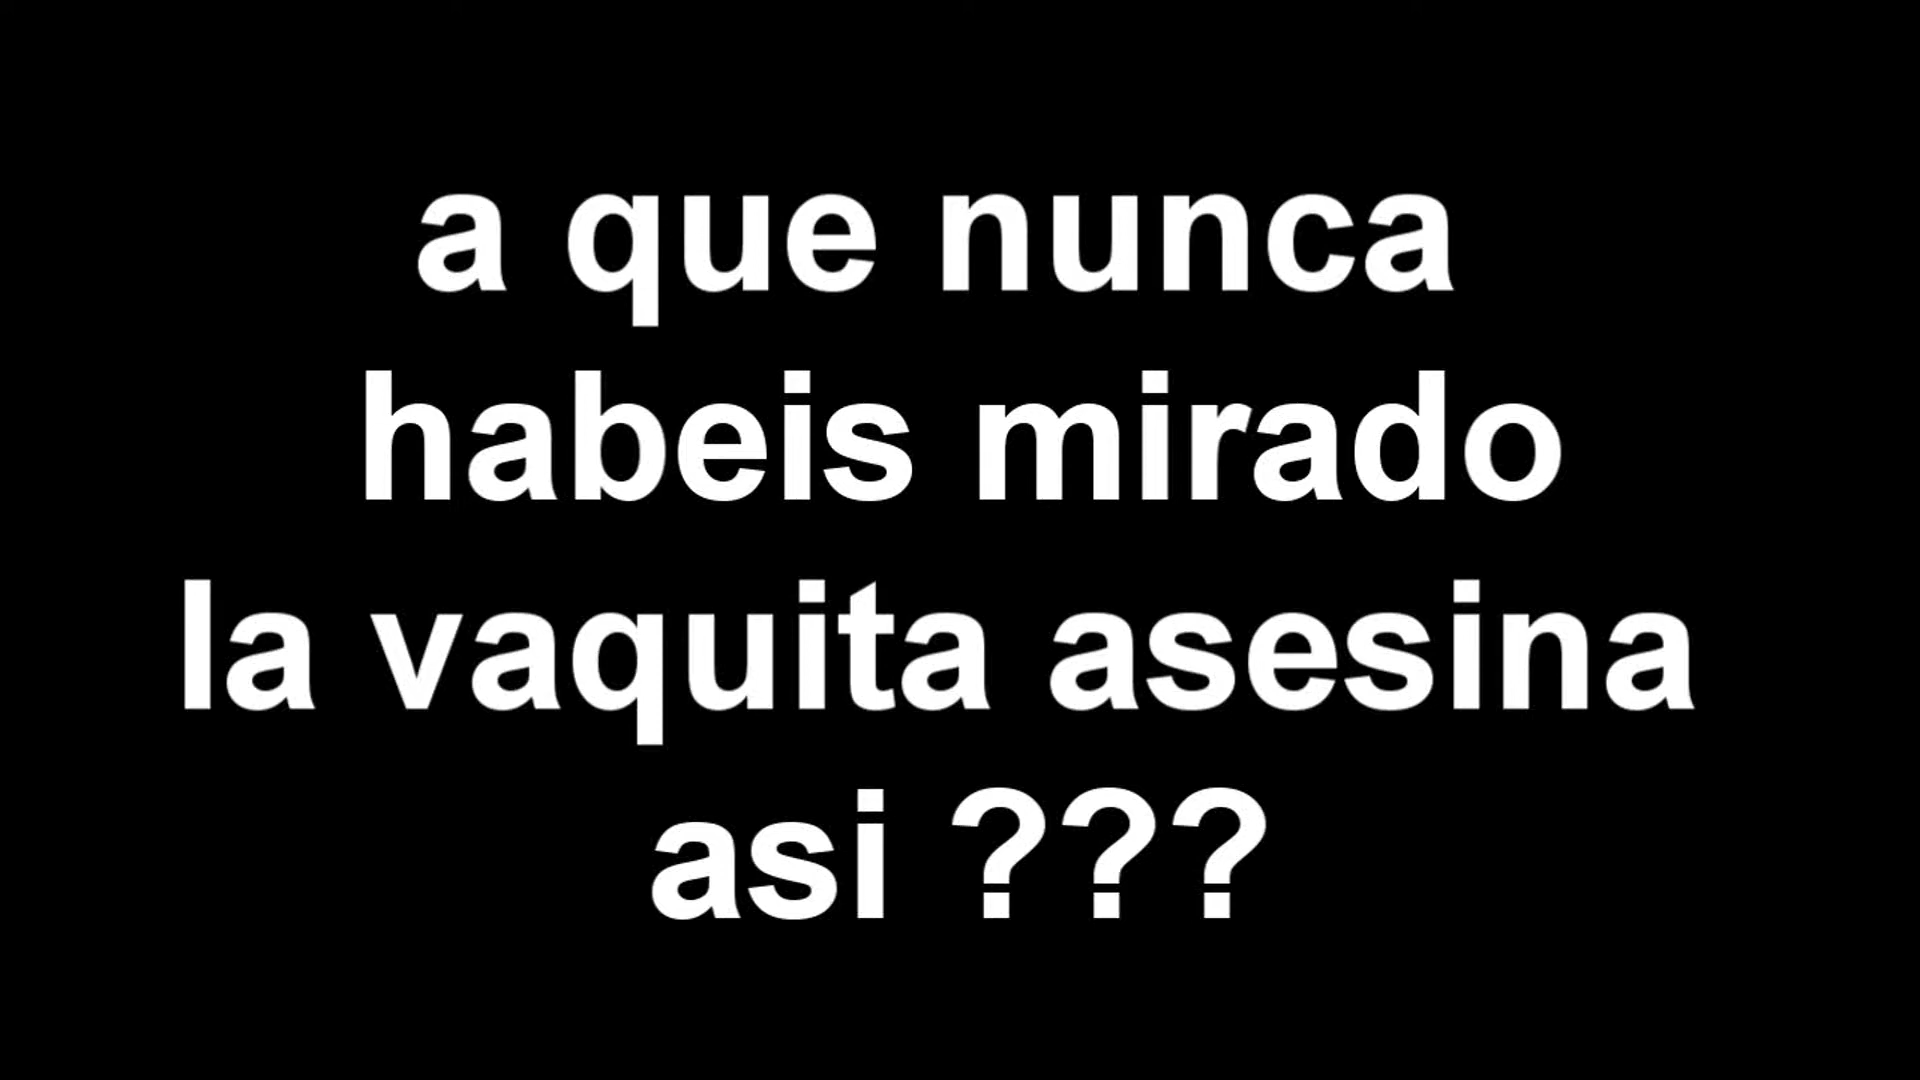 a que nunca
habeis mirado
la vaquita asesina
asi ???